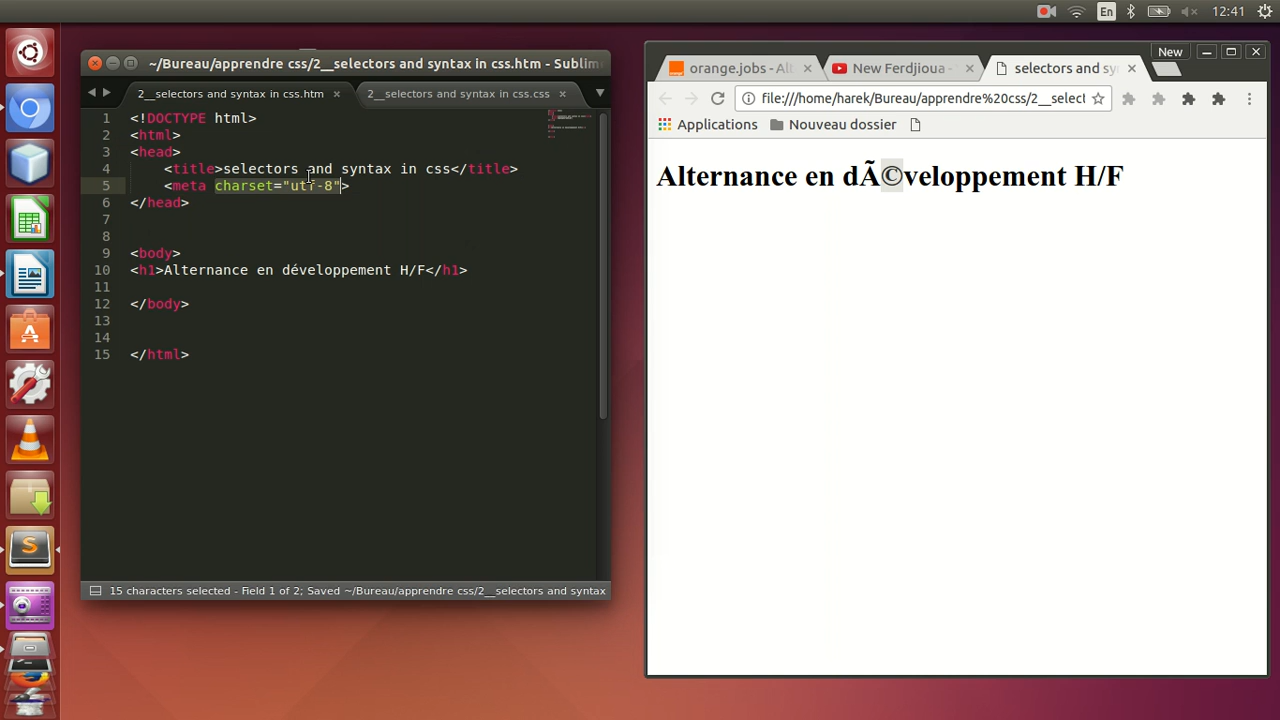 En
12:41
~/Bureau/apprendre css/2__selectors and syntax in css.htm - Sublim
2__selectors and syntax in css.htm
2__selectors and syntax in css.css
1 <!DOCTYPE html>
2 <html>
3 <head>
4 <title>selectors and syntax in css</title>
5 <meta charset="utf-8">
6 </head>
7
8
9 <body>
10 <h1>Alternance en développement H/F</h1>
11
12 </body>
13
14
15 </html>
15 characters selected - Field 1 of 2; Saved ~/Bureau/apprendre css/2__selectors and syntax
New
orange.jobs - Alt
New Ferdjioua -
selectors and sy
file:///home/harek/Bureau/apprendre%20css/2__select
Applications
Nouveau dossier
Alternance en dÃ©veloppement H/F